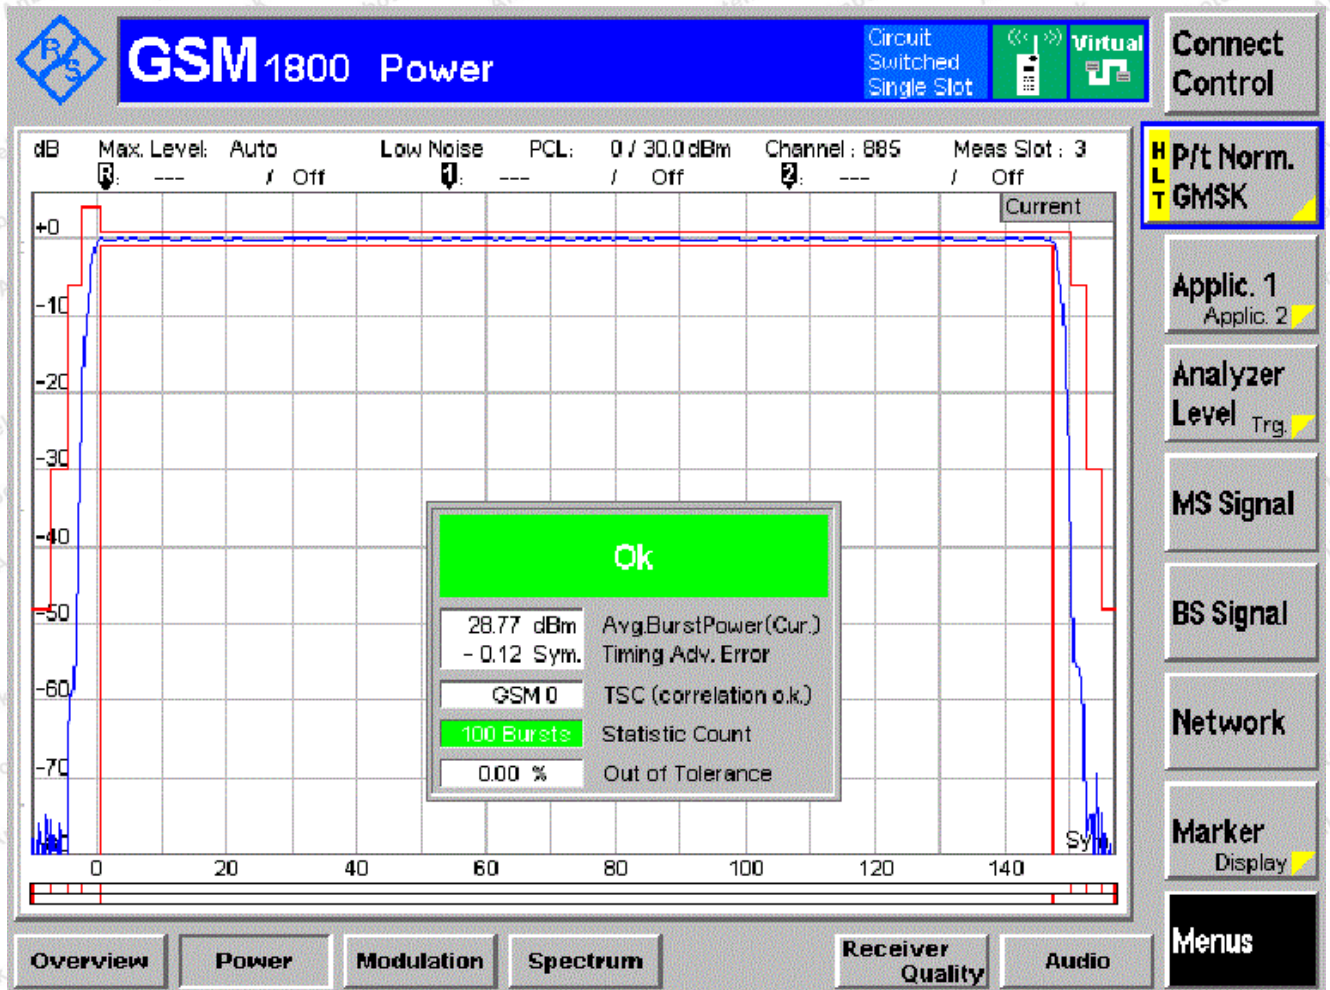 R S
GSM 1800 Power
Circuit
Switched
Single Slot
Virtual
Connect
Control
dB Max. Level: Auto Low Noise PCL: 0 / 30.0 dBm Channel : 885 Meas Slot : 3
R: --- / Off 1: --- / Off 2: --- / Off
Current
+0
-10
-20
-30
-40
-50
-60
-70
Ok
28.77 dBm Avg.BurstPower(Cur.)
- 0.12 Sym. Timing Adv. Error
GSM 0 TSC (correlation o.k.)
100 Bursts Statistic Count
0.00 % Out of Tolerance
0 20 40 60 80 100 120 140
HLT
P/t Norm.
GMSK
Applic. 1
Applic. 2
Analyzer
Level Trg.
MS Signal
BS Signal
Network
Marker
Display
Menus
Overview Power Modulation Spectrum Receiver Quality Audio